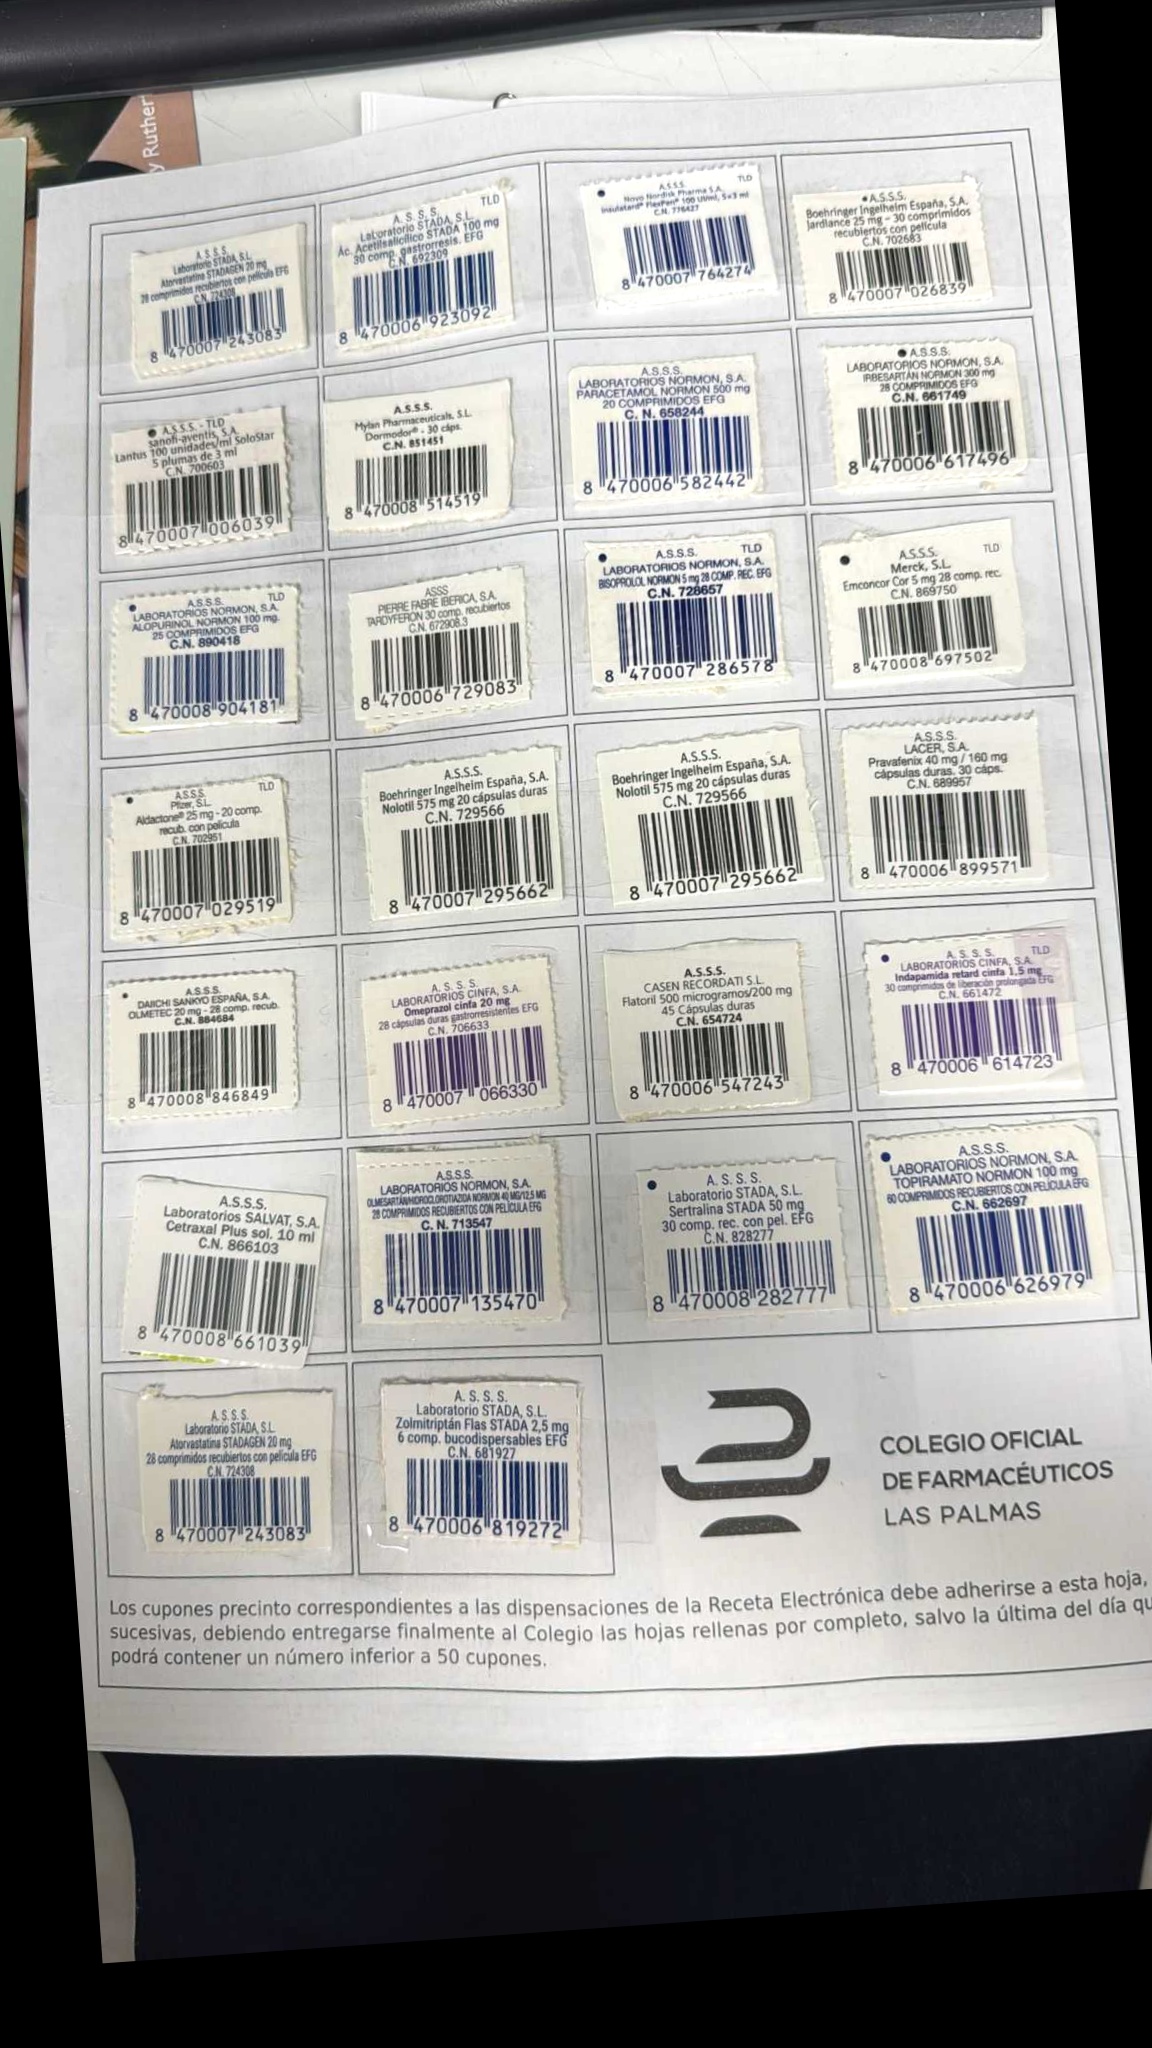 y Ruther
A.S.S.S.
Laboratorio STADA, S.L.
Atorvastatina STADAGEN 20 mg
28 comprimidos recubiertos con película EFG
C.N. 724308
8 470007 243083
A. S. S. S. TLD
Laboratorio STADA, S.L.
Ác. Acetilsalicílico STADA 100 mg
30 comp. gastrorresis. EFG
C.N. 692309
8 470006 923092
A.S.S.S. TLD
Novo Nordisk Pharma S.A.
Insulatard® FlexPen® 100 UI/ml, 5x3 ml
C.N. 776427
8 470007 764274
A.S.S.S.
Boehringer Ingelheim España, S.A.
Jardiance 25 mg - 30 comprimidos
recubiertos con película
C.N. 702683
8 470007 026839
A.S.S.S. - TLD
sanofi-aventis, S.A.
Lantus 100 unidades/ml SoloStar
5 plumas de 3 ml
C.N. 700603
8 470007 006039
A.S.S.S.
Mylan Pharmaceuticals, S.L.
Dormodor® - 30 cáps.
C.N. 851451
8 470008 514519
A.S.S.S.
LABORATORIOS NORMON, S.A.
PARACETAMOL NORMON 500 mg
20 COMPRIMIDOS EFG
C. N. 658244
8 470006 582442
A.S.S.S.
LABORATORIOS NORMON, S.A.
IRBESARTAN NORMON 300 mg
28 COMPRIMIDOS EFG
C.N. 661749
8 470006 617496
A.S.S.S. TLD
LABORATORIOS NORMON, S.A.
ALOPURINOL NORMON 100 mg.
25 COMPRIMIDOS EFG
C.N. 890418
8 470008 904181
ASSS
PIERRE FABRE IBERICA, S.A.
TARDYFERON 30 comp. recubiertos
C.N. 672908.3
8 470006 729083
A.S.S.S. TLD
LABORATORIOS NORMON, S.A.
BISOPROLOL NORMON 5 mg 28 COMP. REC. EFG
C.N. 728657
8 470007 286578
A.S.S.S. TLD
Merck, S.L.
Emconcor Cor 5 mg 28 comp. rec.
C.N. 869750
8 470008 697502
A.S.S.S. TLD
Pfizer, S.L.
Aldactone® 25 mg - 20 comp.
recub. con película
C.N. 702951
8 470007 029519
A.S.S.S.
Boehringer Ingelheim España, S.A.
Nolotil 575 mg 20 cápsulas duras
C.N. 729566
8 470007 295662
A.S.S.S.
Boehringer Ingelheim España, S.A.
Nolotil 575 mg 20 cápsulas duras
C.N. 729566
8 470007 295662
A.S.S.S.
LACER, S.A.
Pravafenix 40 mg / 160 mg
cápsulas duras. 30 cáps.
C.N. 689957
8 470006 899571
A.S.S.S.
DAIICHI SANKYO ESPAÑA, S.A.
OLMETEC 20 mg - 28 comp. recub.
C.N. 884684
8 470008 846849
A. S. S. S.
LABORATORIOS CINFA, S.A.
Omeprazol cinfa 20 mg
28 cápsulas duras gastrorresistentes EFG
C.N. 706633
8 470007 066330
A.S.S.S.
CASEN RECORDATI S.L.
Flatoril 500 microgramos/200 mg
45 Cápsulas duras
C.N. 654724
8 470006 547243
A. S. S. S. TLD
LABORATORIOS CINFA, S.A.
Indapamida retard cinfa 1,5 mg
30 comprimidos de liberación prolongada EFG
C.N. 661472
8 470006 614723
A.S.S.S.
Laboratorios SALVAT, S.A.
Cetraxal Plus sol. 10 ml
C.N. 866103
8 470008 661039
A.S.S.S.
LABORATORIOS NORMON, S.A.
OLMESARTAN/HIDROCLOROTIAZIDA NORMON 40 MG/12,5 MG
28 COMPRIMIDOS RECUBIERTOS CON PELICULA EFG
C. N. 713547
8 470007 135470
A. S. S. S.
Laboratorio STADA, S.L.
Sertralina STADA 50 mg
30 comp. rec. con pel. EFG
C.N. 828277
8 470008 282777
A.S.S.S.
LABORATORIOS NORMON, S.A.
TOPIRAMATO NORMON 100 mg
60 COMPRIMIDOS RECUBIERTOS CON PELICULA EFG
C.N. 662697
8 470006 626979
A.S.S.S.
Laboratorio STADA, S.L.
Atorvastatina STADAGEN 20 mg
28 comprimidos recubiertos con película EFG
C.N. 724308
8 470007 243083
A. S. S. S.
Laboratorio STADA, S.L.
Zolmitriptán Flas STADA 2,5 mg
6 comp. bucodispersables EFG
C.N. 681927
8 470006 819272
COLEGIO OFICIAL
DE FARMACÉUTICOS
LAS PALMAS
Los cupones precinto correspondientes a las dispensaciones de la Receta Electrónica debe adherirse a esta hoja,
sucesivas, debiendo entregarse finalmente al Colegio las hojas rellenas por completo, salvo la última del día qu
podrá contener un número inferior a 50 cupones.